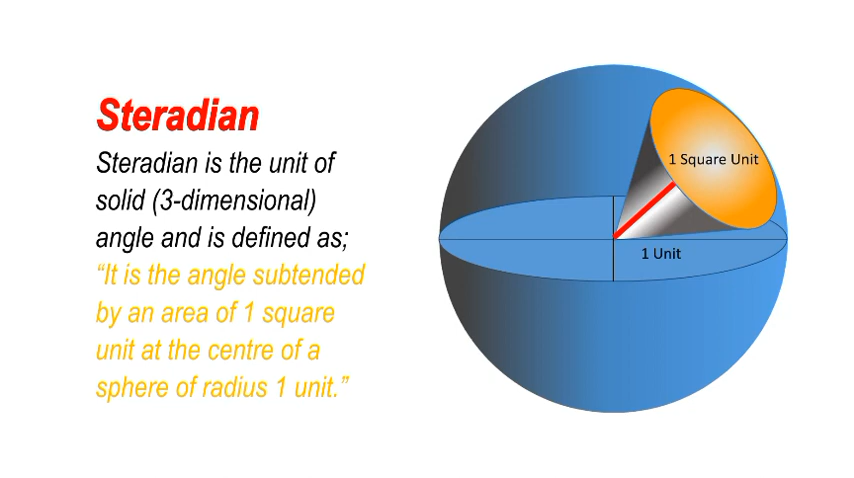 Steradian
Steradian is the unit of
solid (3-dimensional)
angle and is defined as;
“It is the angle subtended
by an area of 1 square
unit at the centre of a
sphere of radius 1 unit.”
1 Square Unit
1 Unit